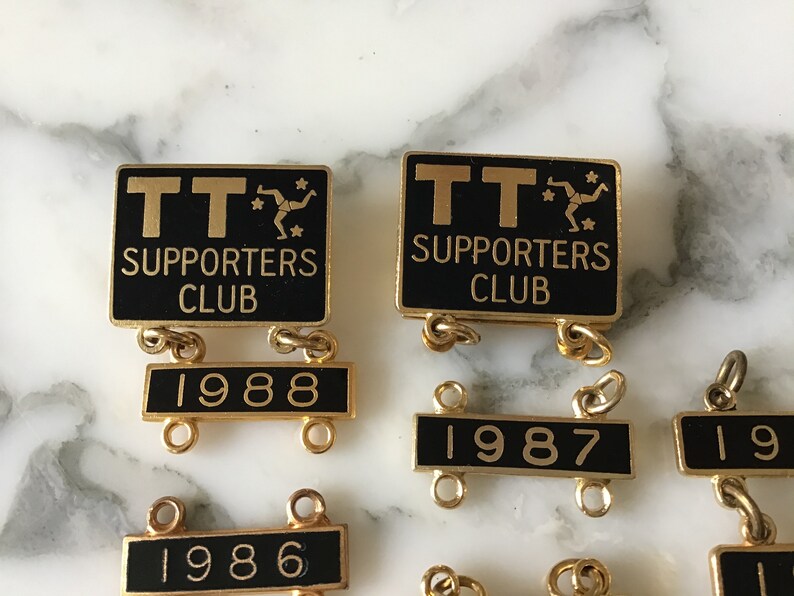 TT
SUPPORTERS
CLUB
1988
1986
TT
SUPPORTERS
CLUB
1987